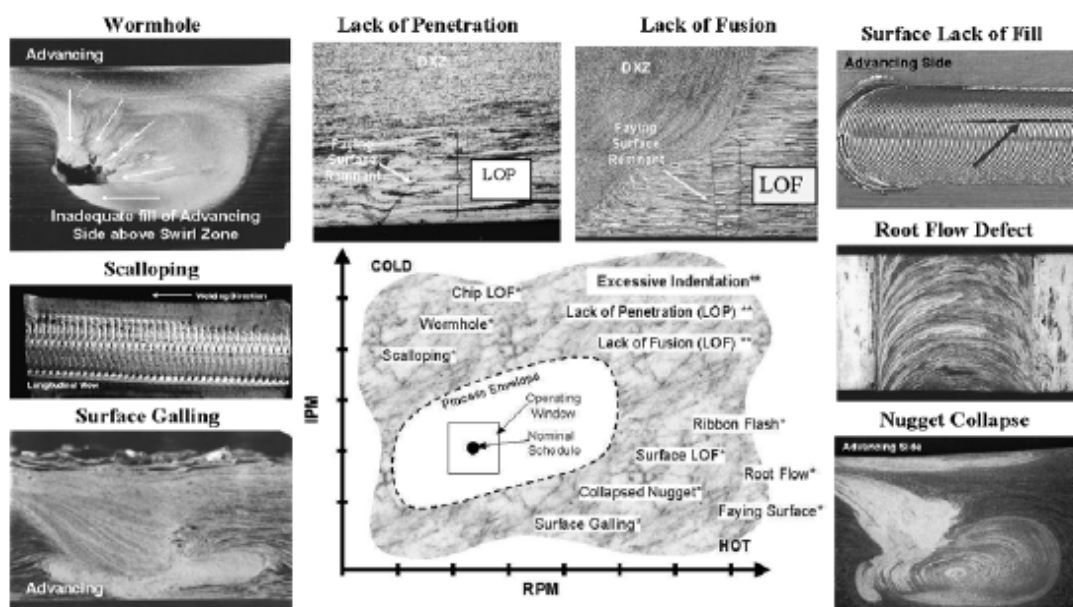 Wormhole
Lack of Penetration
Lack of Fusion
Surface Lack of Fill
Advancing
DXZ
Faying
Surface
Remnant
LOP
DXZ
Faying
Surface
Remnant
LOF
Advancing Side
Inadequate fill of Advancing
Side above Swirl Zone
Scalloping
Welding Direction
Longitudinal View
Root Flow Defect
Surface Galling
Advancing
Nugget Collapse
Advancing Side
COLD
Chip LOF*
Excessive Indentation**
Wormhole*
Lack of Penetration (LOP) **
Scalloping*
Lack of Fusion (LOF) **
Process Envelope
Operating
Window
Nominal
Schedule
Ribbon Flash*
Surface LOF*
Root Flow*
Collapsed Nugget*
Faying Surface*
Surface Galling*
HOT
IPM
RPM